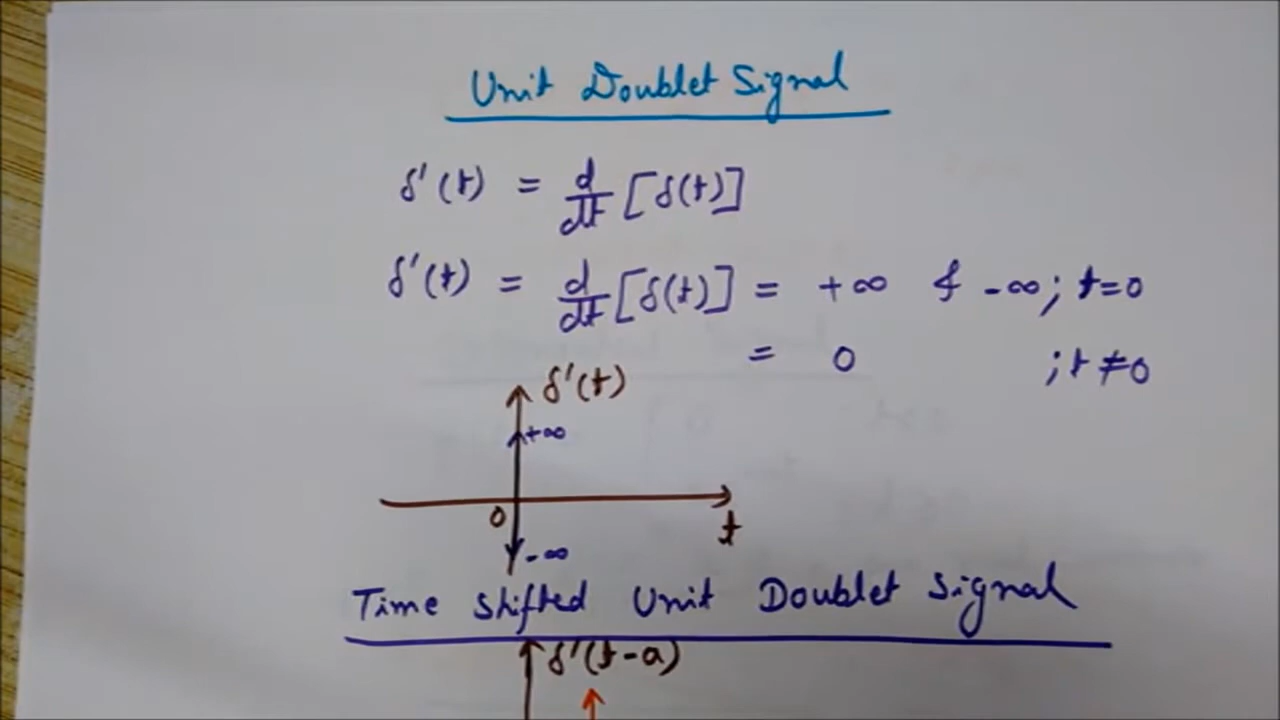 Unit Doublet Signal
δ'(t) = d/dt [δ(t)]
δ'(t) = d/dt [δ(t)] = +∞ & -∞; t=0
= 0 ; t ≠ 0
δ'(t)
+∞
0
t
-∞
Time Shifted Unit Doublet Signal
δ'(t-a)